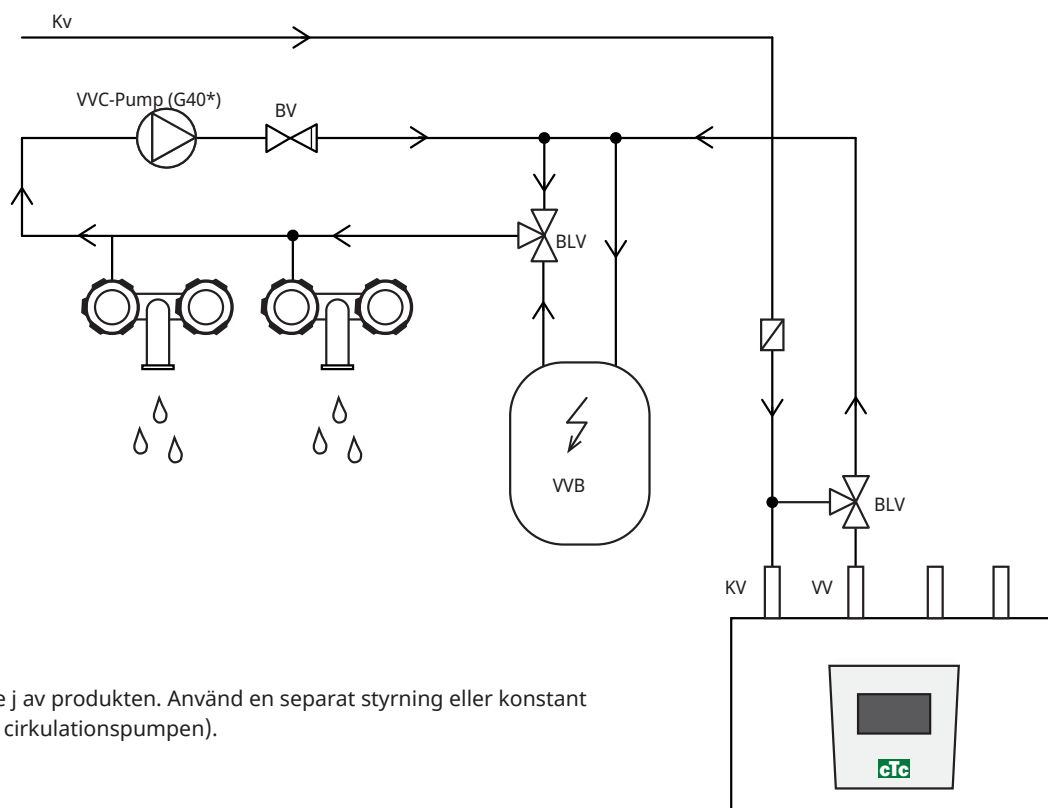 Kv
VVC-Pump (G40*)
BV
BLV
VVB
BLV
KV
VV
e j av produkten. Använd en separat styrning eller konstant
cirkulationspumpen).
cTc